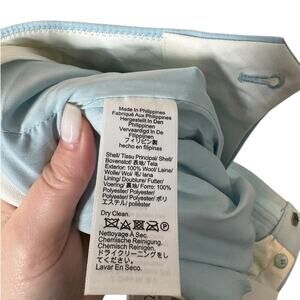 Made In Philippines
Fabriqué Aux Philippines
Hergestellt In Den
Philippinen
Vervaardigd In De
Filippijnen
フィリピン製
hecho en filipinas
Shell/ Tissu Principal/ Shell/
Bovenstof/ 表地/ Tela
Exterior: 100% Wool/ Laine/
Wolle/ Wol/ 毛/ lana
Lining/ Doublure/ Futter/
Voering/ 裏地/ Forro: 100%
Polyester/ Polyester/
Polyester/ Polyester/ ポリ
エステル/ poliéster
Dry Clean.
Nettoyage À Sec.
Chemische Reinigung.
Chemisch Reinigen.
ドライクリーニングをし
てください。
Lavar En Seco.